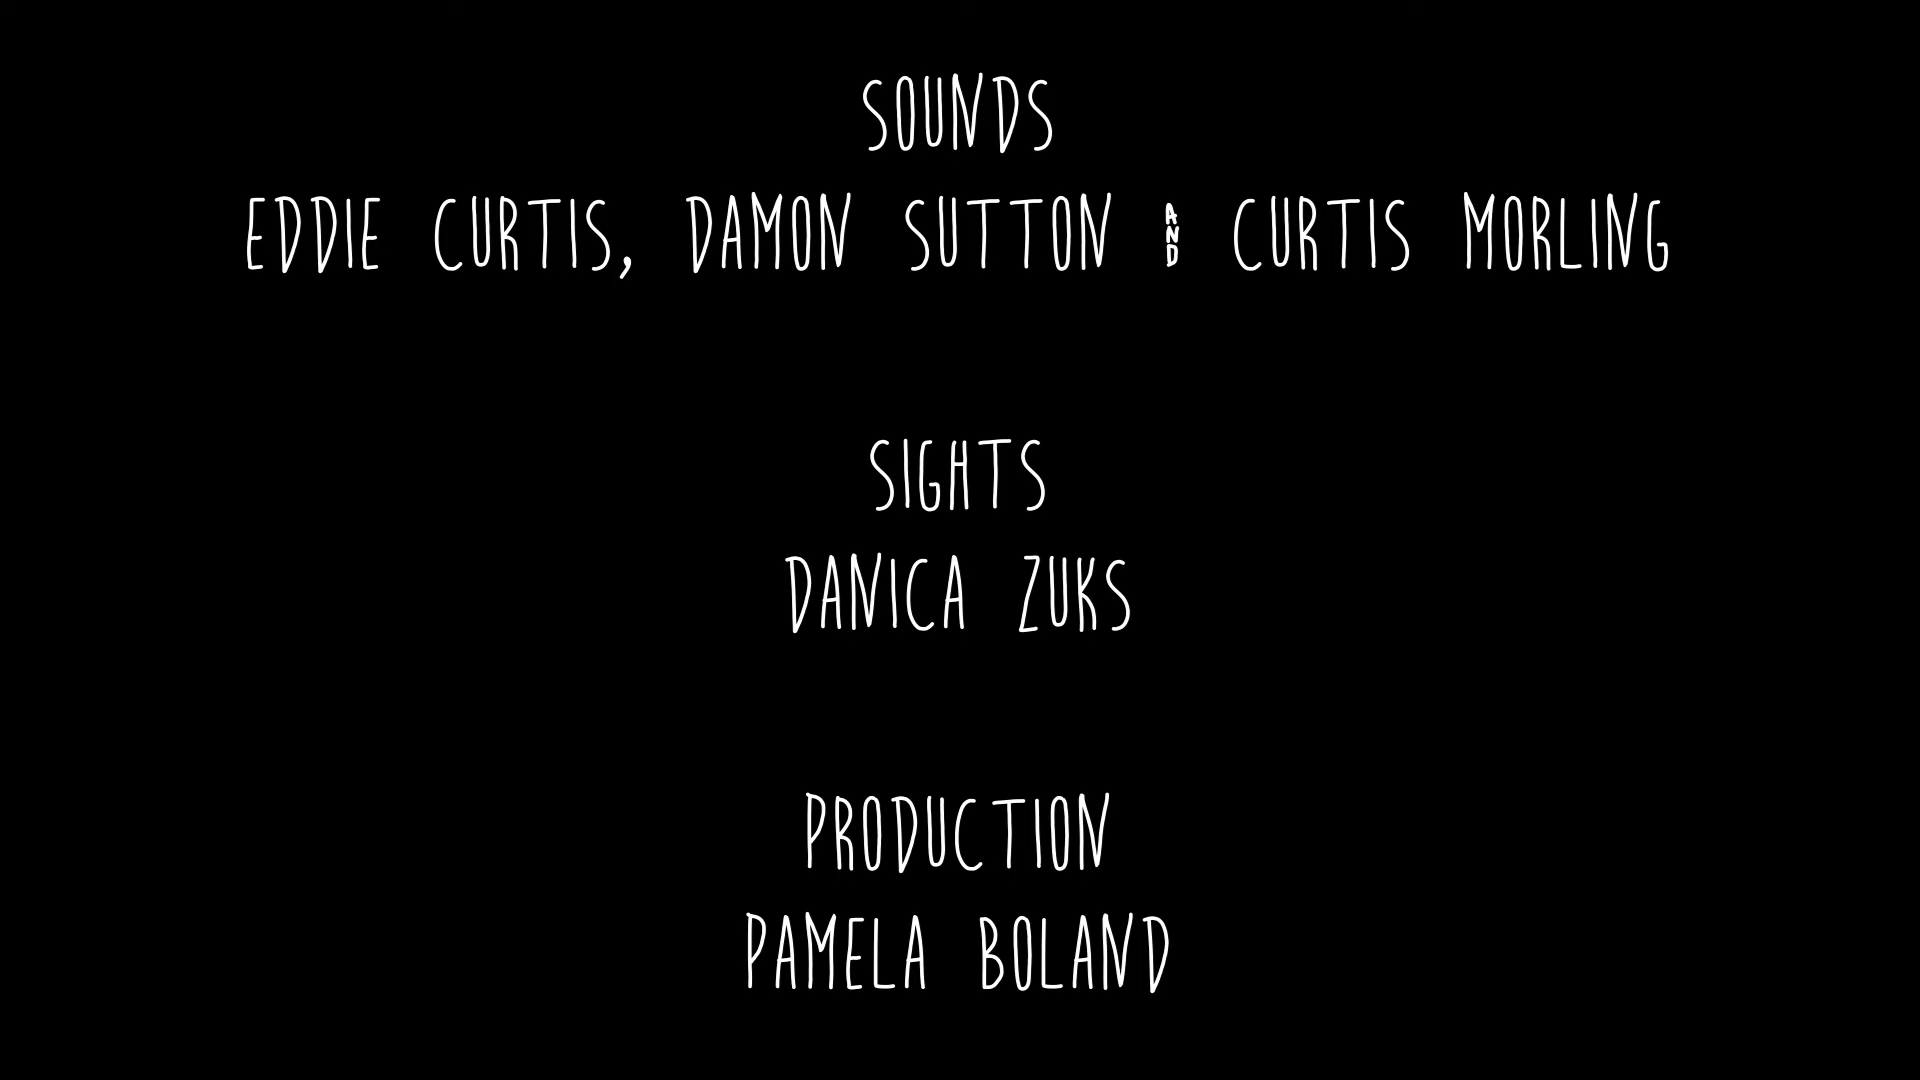 SOUNDS
EDDIE CURTIS, DAMON SUTTON AND CURTIS MORLING
SIGHTS
DANICA ZUKS
PRODUCTION
PAMELA BOLAND